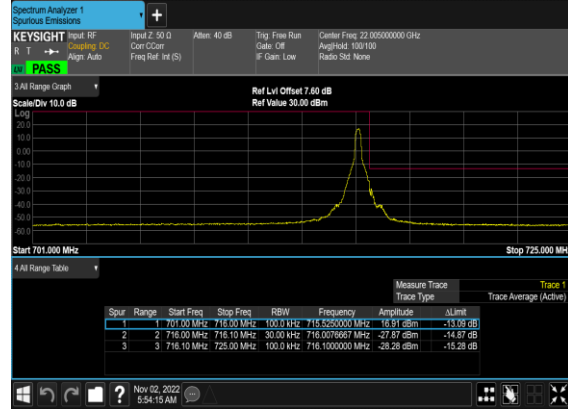 Spectrum Analyzer 1
Spurious Emissions
+
KEYSIGHT Input: RF Input Z: 50 Ω Atten: 40 dB Trig: Free Run Center Freq: 22.005000000 GHz
R T Coupling: DC Corr CCorr Gate: Off Avg|Hold: 100/100
Align: Auto Freq Ref: Int (S) IF Gain: Low Radio Std: None
PASS
3 All Range Graph
Ref Lvl Offset 7.60 dB
Scale/Div 10.0 dB Ref Value 30.00 dBm
Log
20.0
10.0
0.00
-10.0
-20.0
-30.0
-40.0
-50.0
-60.0
Start 701.000 MHz Stop 725.000 MH
4 All Range Table
Measure Trace Trace 1
Trace Type Trace Average (Active)
Spur Range Start Freq Stop Freq RBW Frequency Amplitude ΔLimit
1 1 701.00 MHz 716.00 MHz 100.0 kHz 715.5250000 MHz 16.91 dBm -13.09 dB
2 2 716.00 MHz 716.10 MHz 30.00 kHz 716.0076667 MHz -27.87 dBm -14.87 dB
3 3 716.10 MHz 725.00 MHz 100.0 kHz 716.1000000 MHz -28.28 dBm -15.28 dB
? Nov 02, 2022
5:54:15 AM